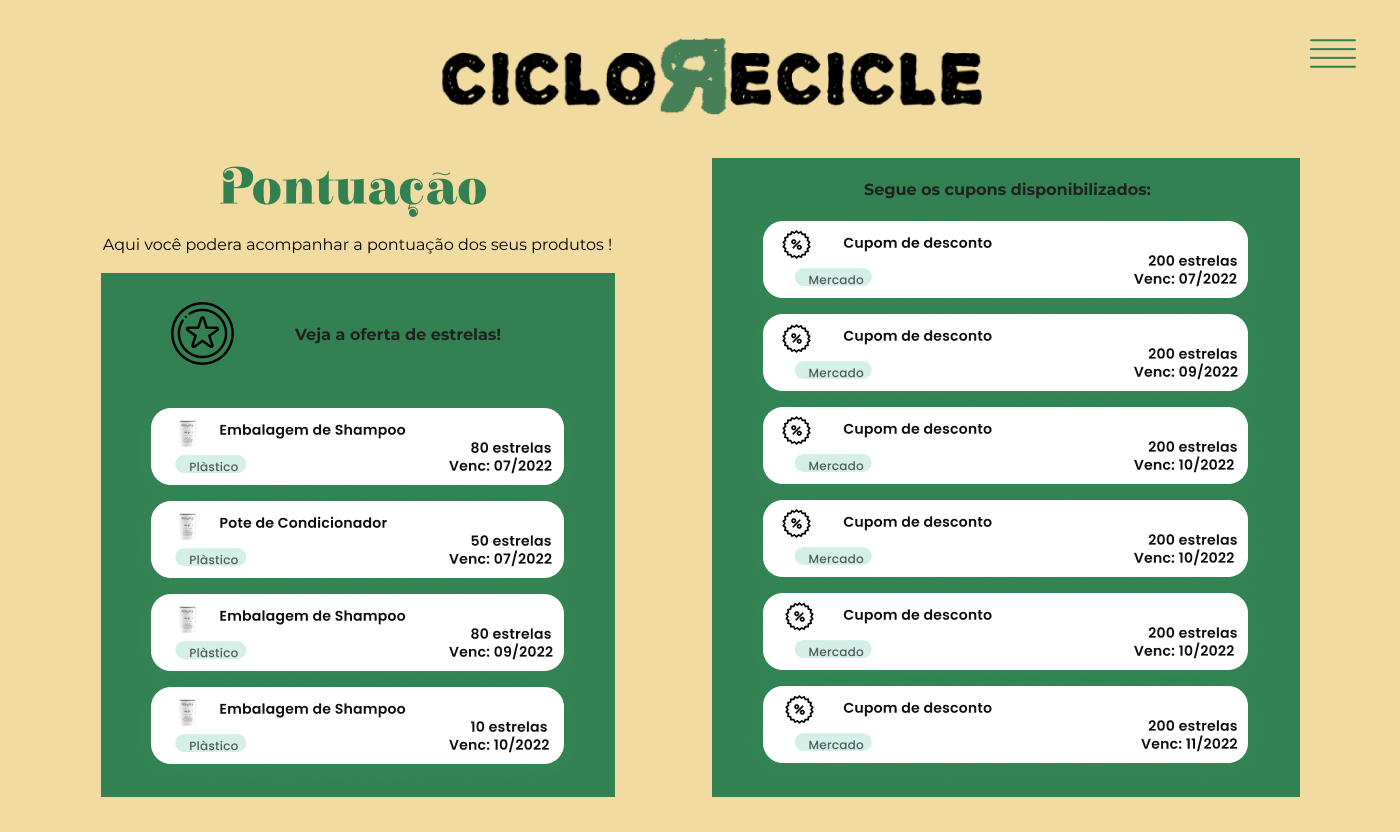 CICLORECICLE
Pontuação
Aqui você podera acompanhar a pontuação dos seus produtos !
Veja a oferta de estrelas!
Embalagem de Shampoo
80 estrelas
Plàstico
Venc: 07/2022
Pote de Condicionador
50 estrelas
Plàstico
Venc: 07/2022
Embalagem de Shampoo
80 estrelas
Plàstico
Venc: 09/2022
Embalagem de Shampoo
10 estrelas
Plàstico
Venc: 10/2022
Segue os cupons disponibilizados:
Cupom de desconto
200 estrelas
Mercado
Venc: 07/2022
Cupom de desconto
200 estrelas
Mercado
Venc: 09/2022
Cupom de desconto
200 estrelas
Mercado
Venc: 10/2022
Cupom de desconto
200 estrelas
Mercado
Venc: 10/2022
Cupom de desconto
200 estrelas
Mercado
Venc: 10/2022
Cupom de desconto
200 estrelas
Mercado
Venc: 11/2022